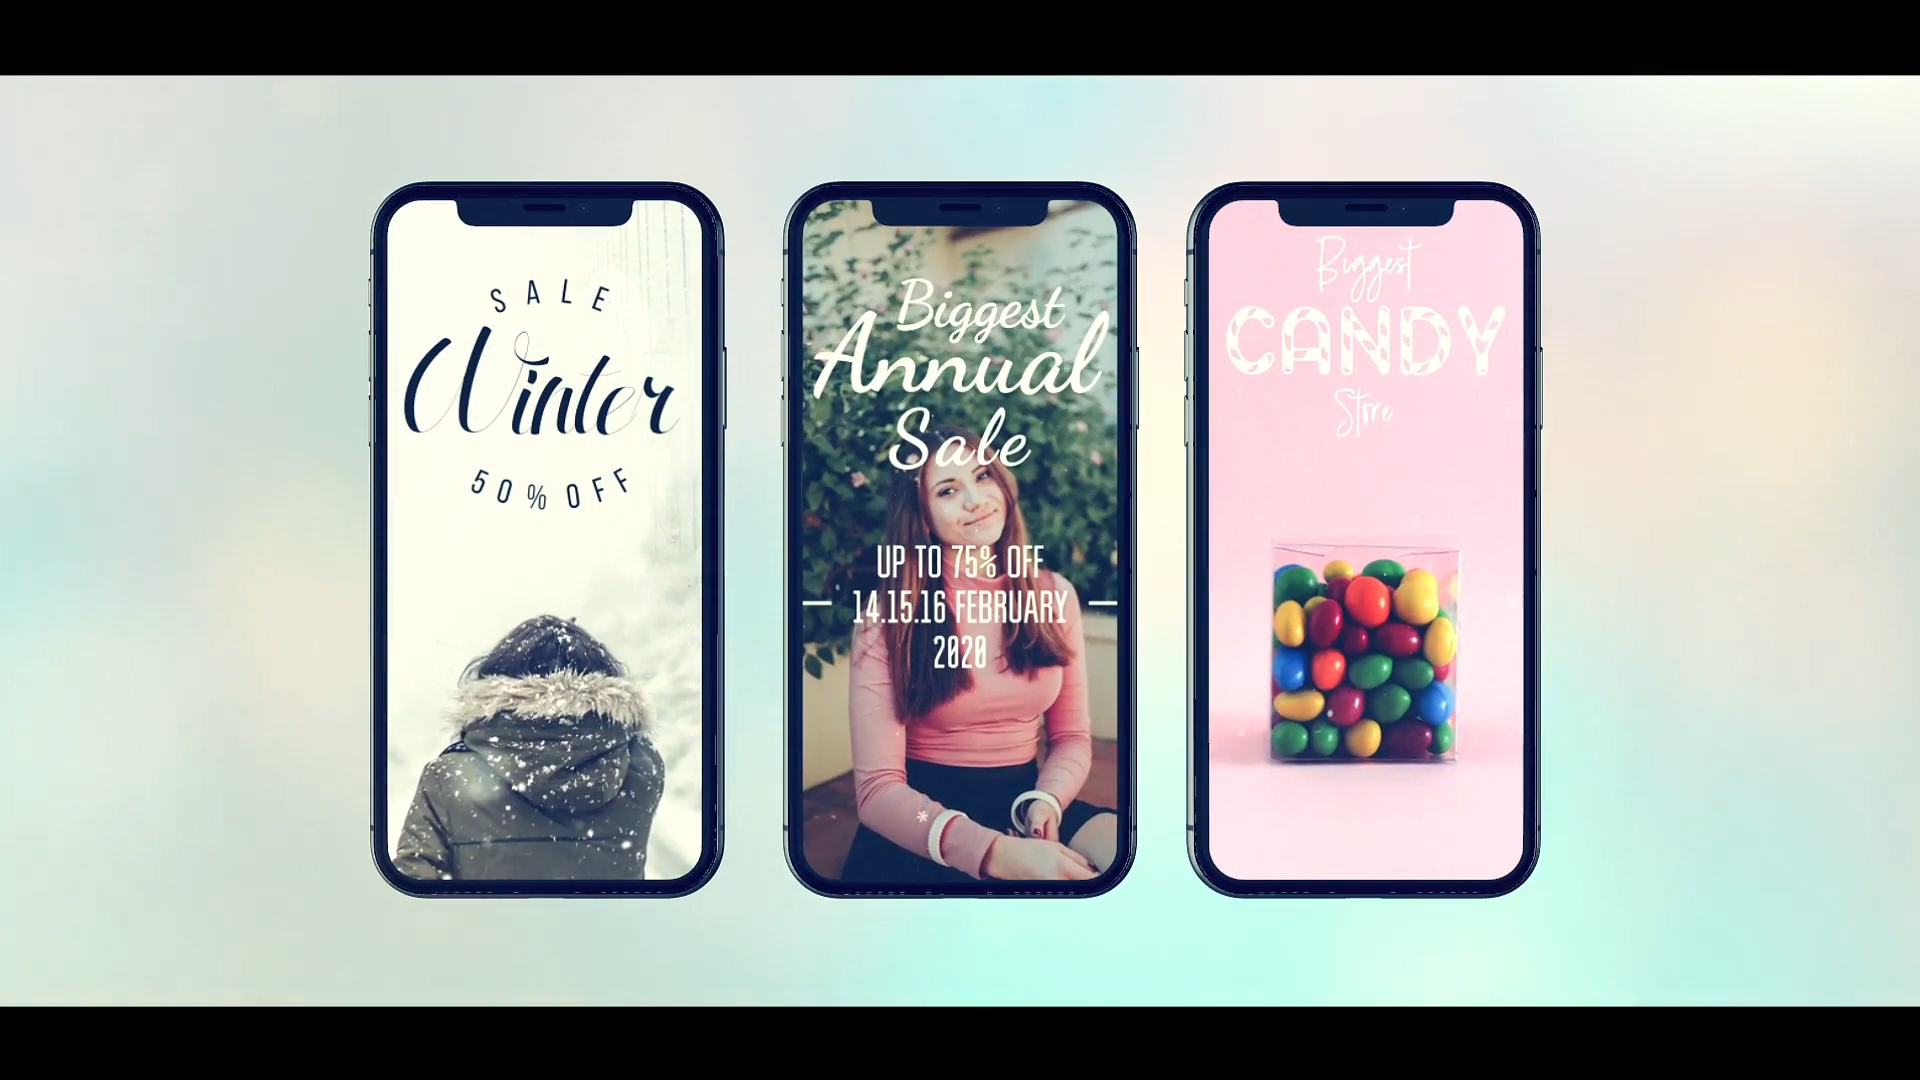 SALE
Winter
50% OFF
Biggest
Annual
Sale
UP TO 75% OFF
14.15.16 FEBRUARY
2020
Biggest
CANDY
Store